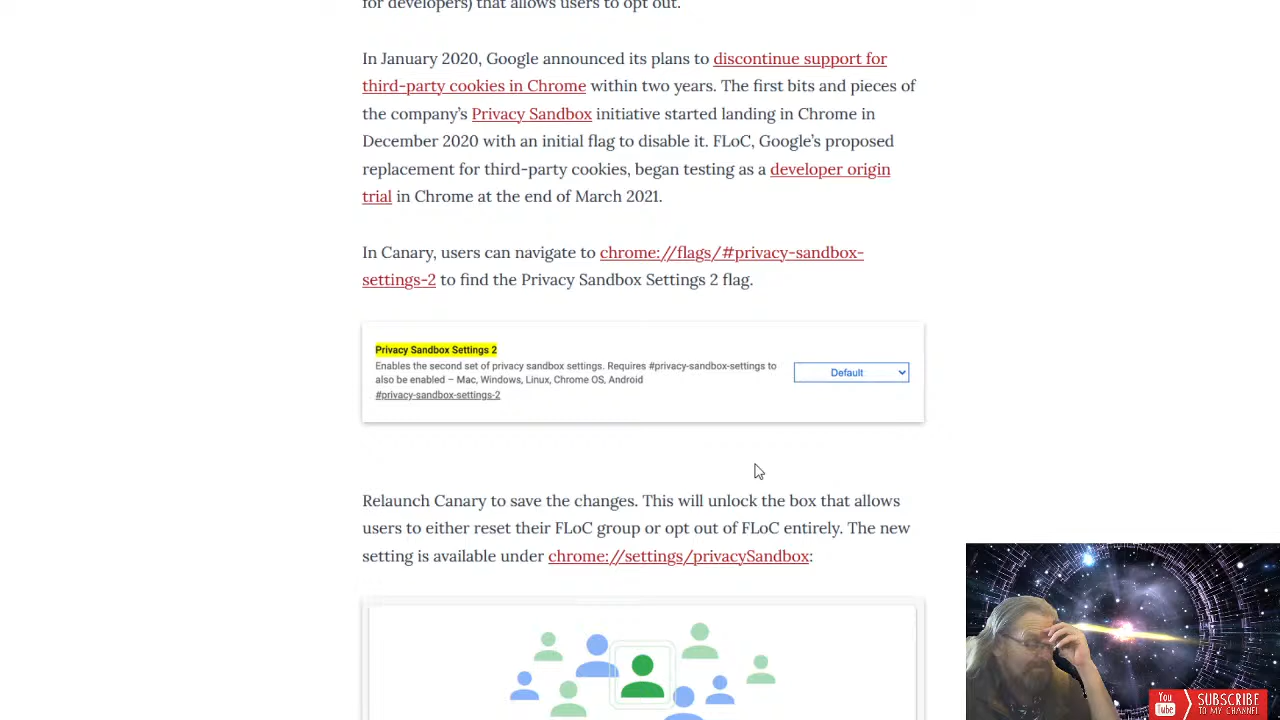 for developers) that allows users to opt out.
In January 2020, Google announced its plans to discontinue support for
third-party cookies in Chrome within two years. The first bits and pieces of
the company’s Privacy Sandbox initiative started landing in Chrome in
December 2020 with an initial flag to disable it. FLoC, Google’s proposed
replacement for third-party cookies, began testing as a developer origin
trial in Chrome at the end of March 2021.
In Canary, users can navigate to chrome://flags/#privacy-sandbox-
settings-2 to find the Privacy Sandbox Settings 2 flag.
Privacy Sandbox Settings 2
Enables the second set of privacy sandbox settings. Requires #privacy-sandbox-settings to
also be enabled – Mac, Windows, Linux, Chrome OS, Android
#privacy-sandbox-settings-2
Default
Relaunch Canary to save the changes. This will unlock the box that allows
users to either reset their FLoC group or opt out of FLoC entirely. The new
setting is available under chrome://settings/privacySandbox:
You
Tube
SUBSCRIBE
TO MY CHANNEL